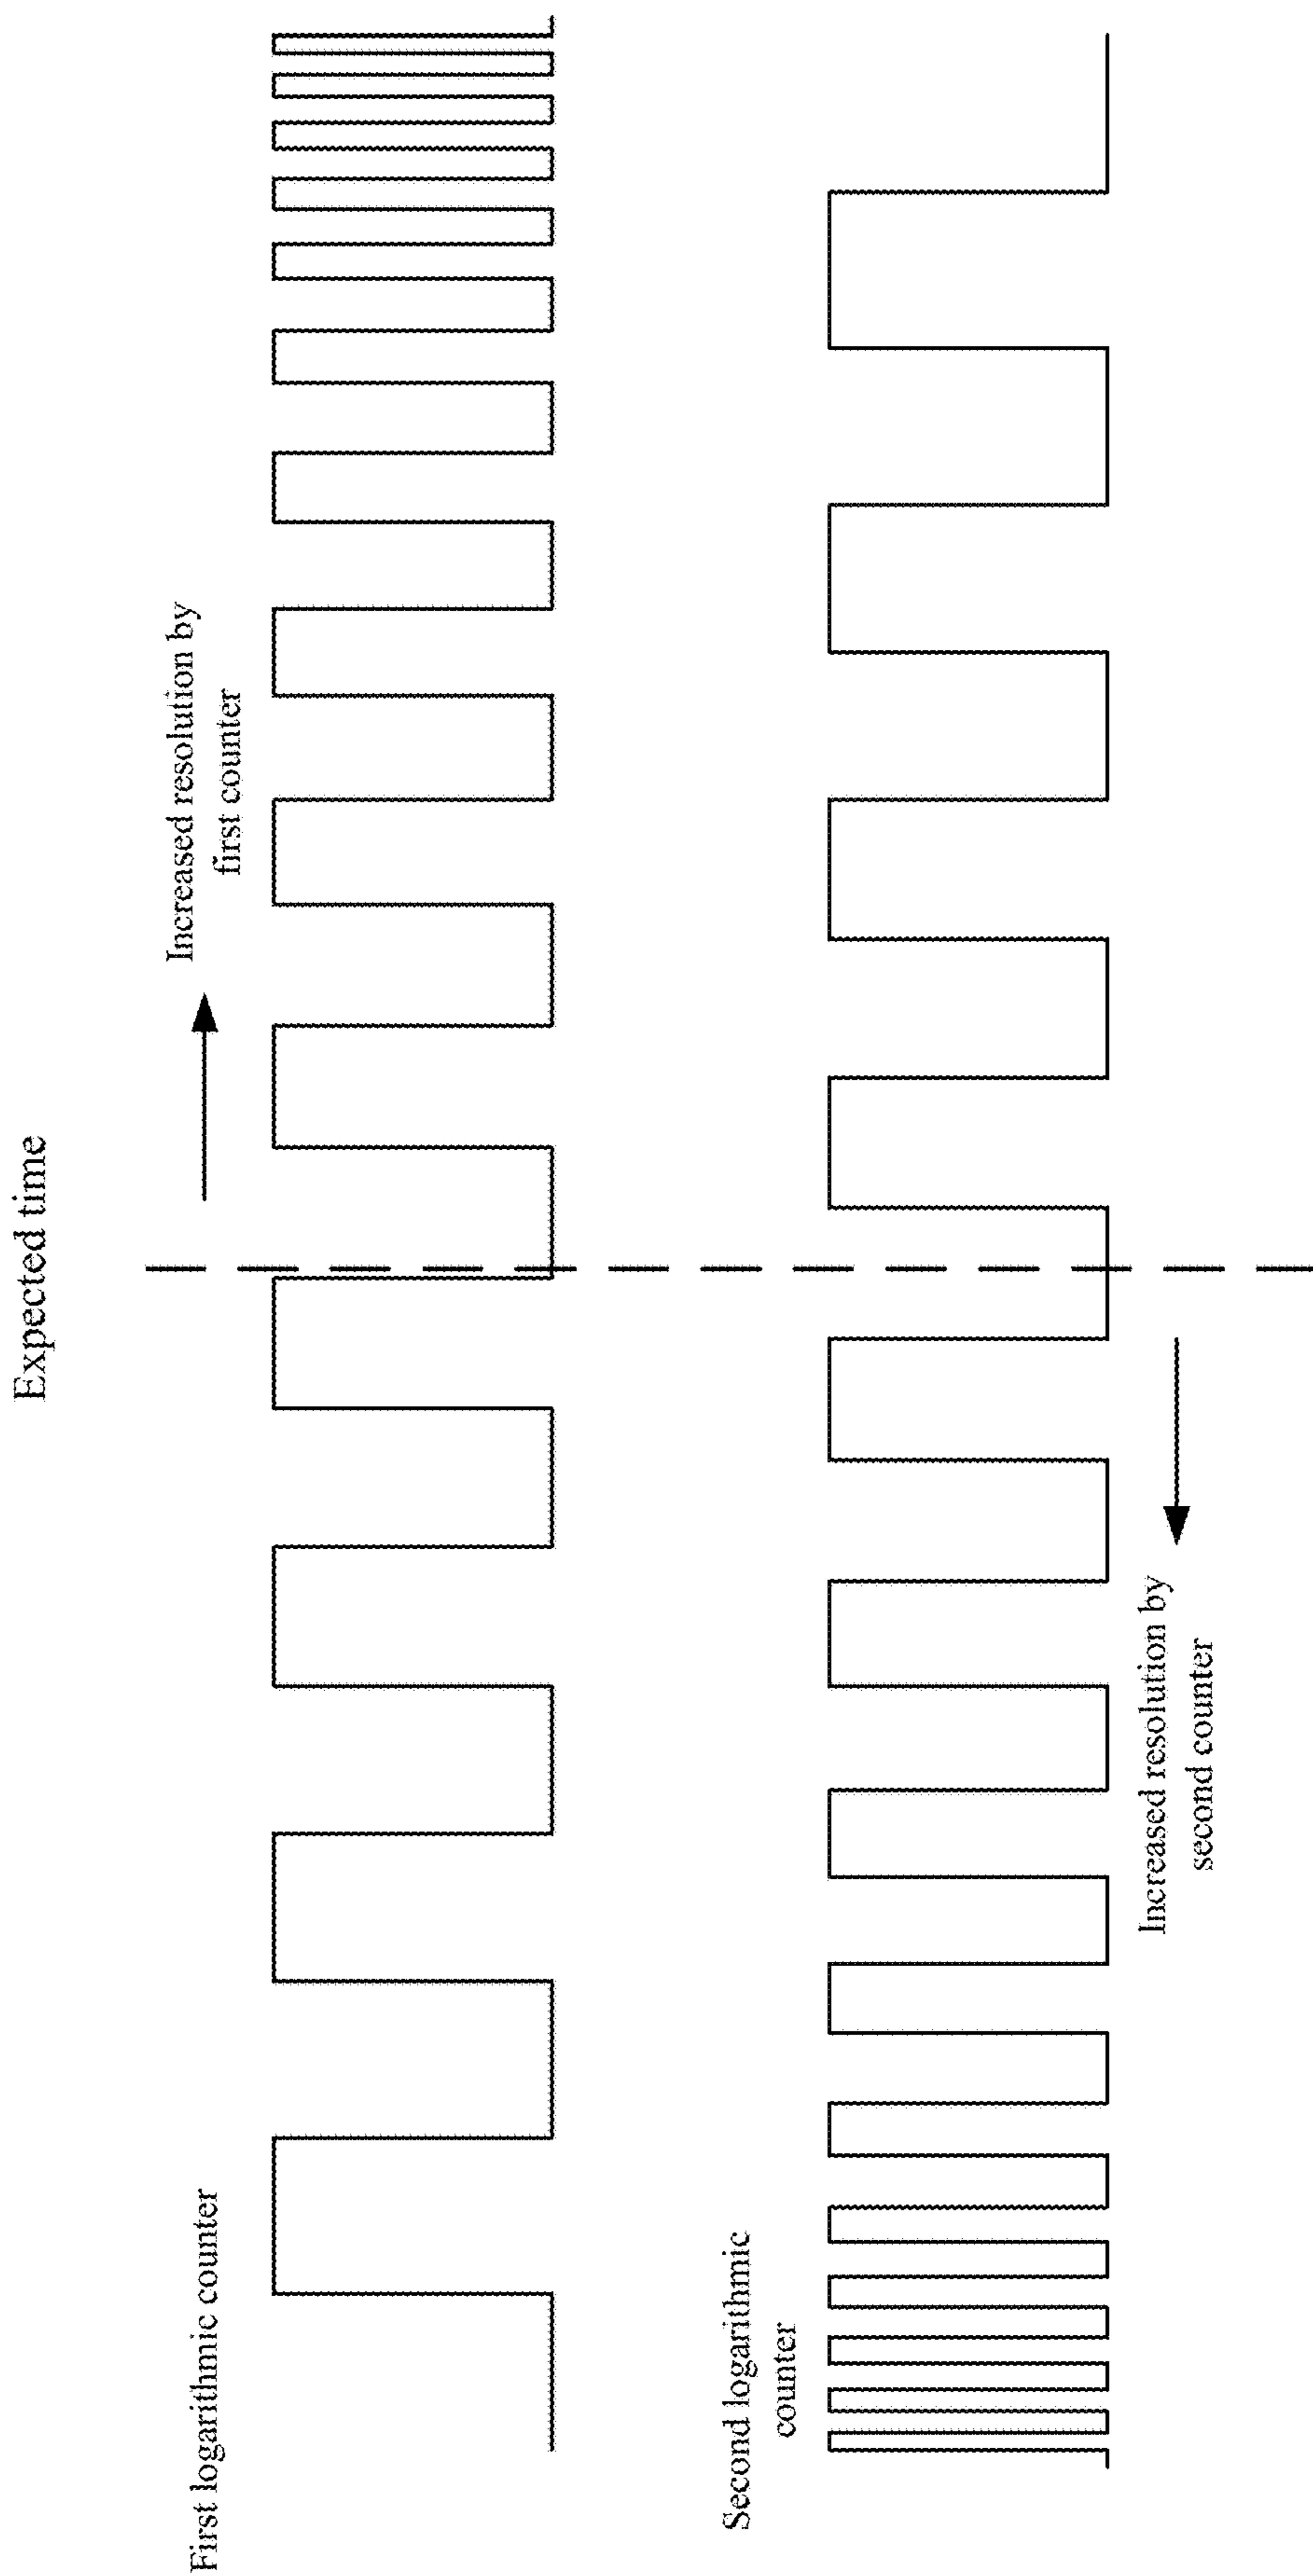 Expected time
First logarithmic counter
Increased resolution by
first counter
Second logarithmic
counter
Increased resolution by
second counter